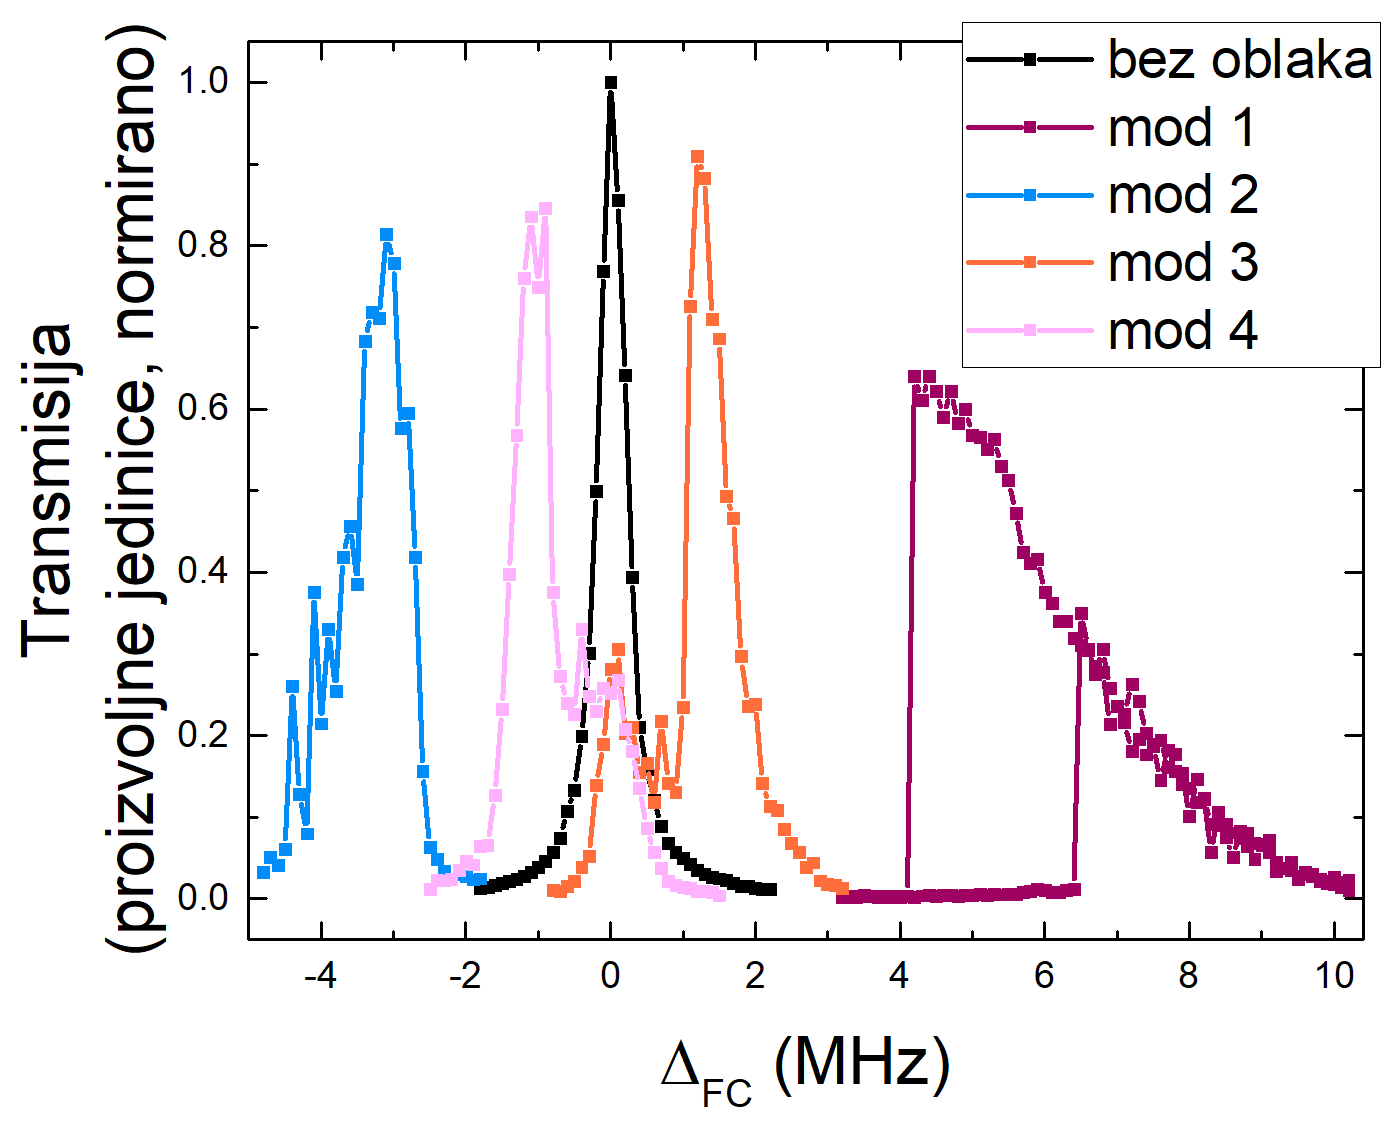 bez oblaka
mod 1
mod 2
mod 3
mod 4
Transmisija
(proizvoljne jedinice, normirano)
1.0
0.8
0.6
0.4
0.2
0.0
-4 -2 0 2 4 6 8 10
Δ_FC (MHz)